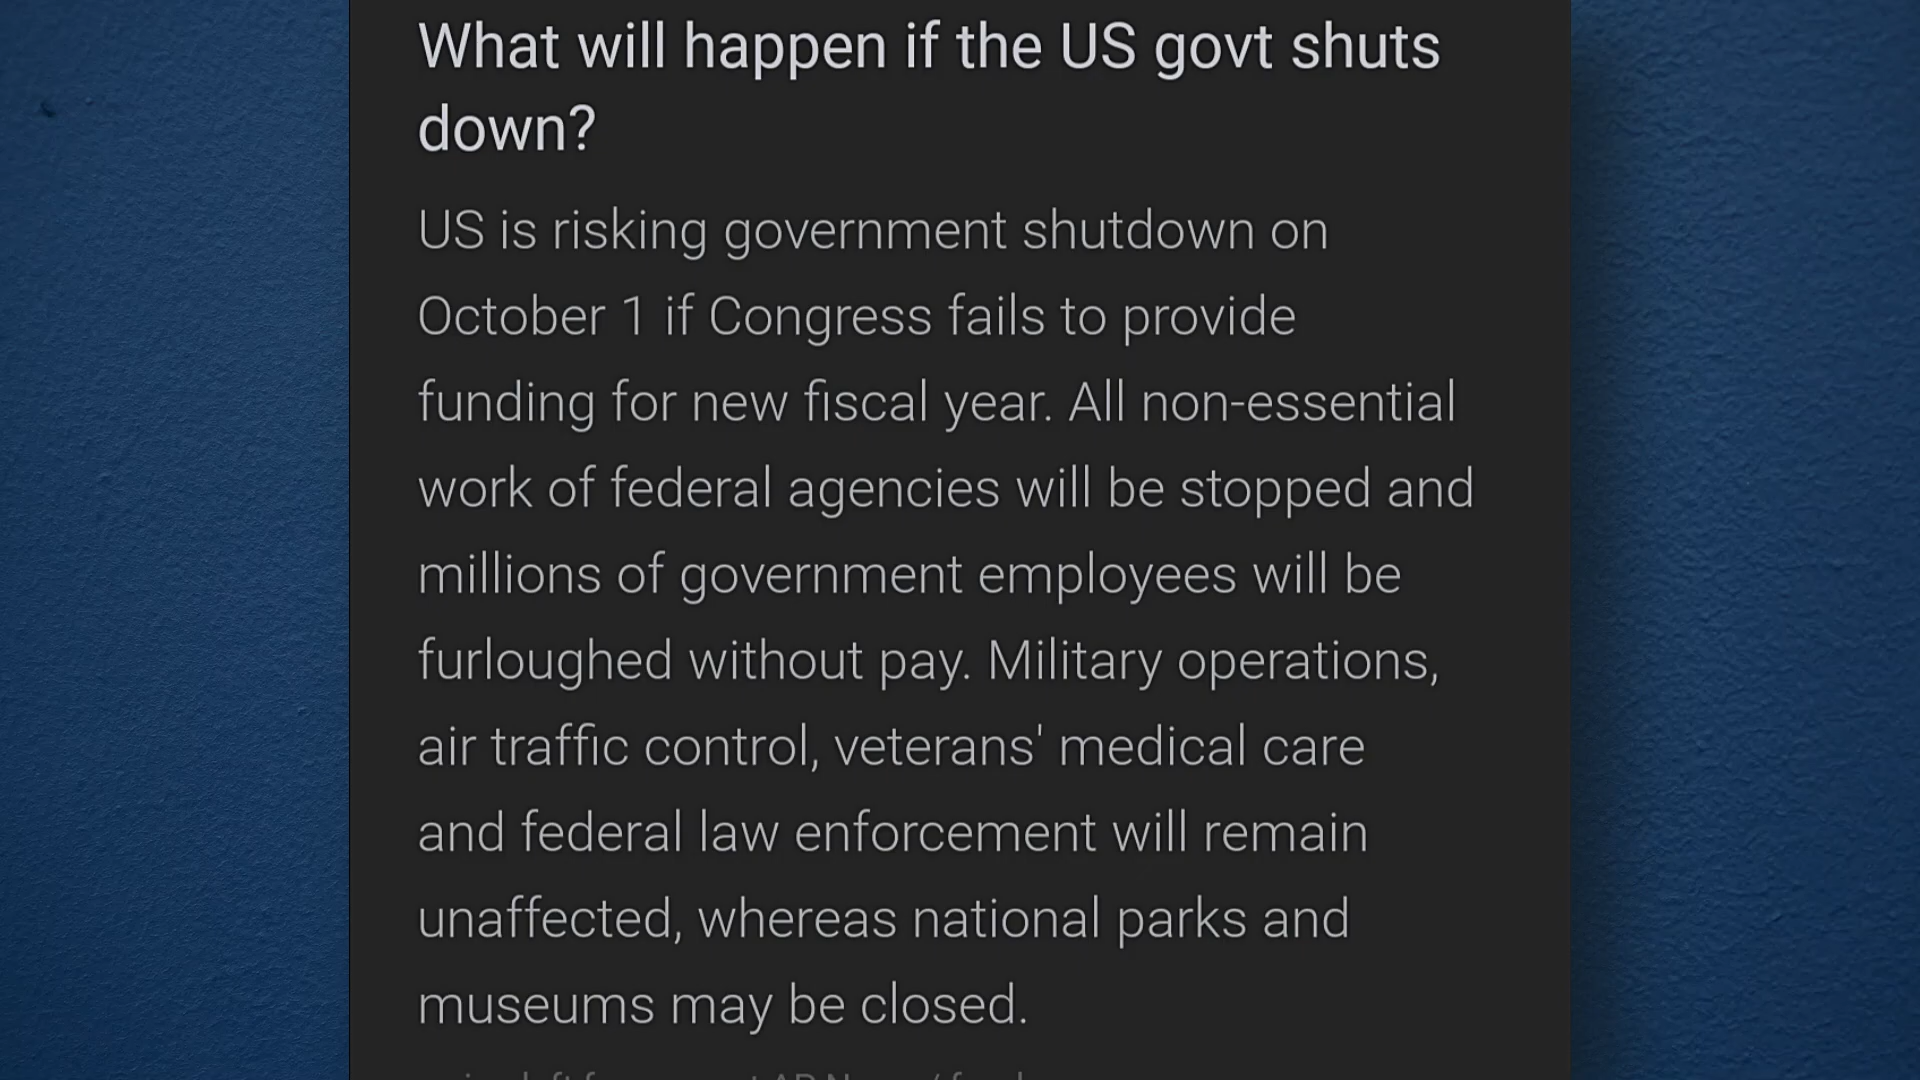 What will happen if the US govt shuts
down?
US is risking government shutdown on
October 1 if Congress fails to provide
funding for new fiscal year. All non-essential
work of federal agencies will be stopped and
millions of government employees will be
furloughed without pay. Military operations,
air traffic control, veterans' medical care
and federal law enforcement will remain
unaffected, whereas national parks and
museums may be closed.